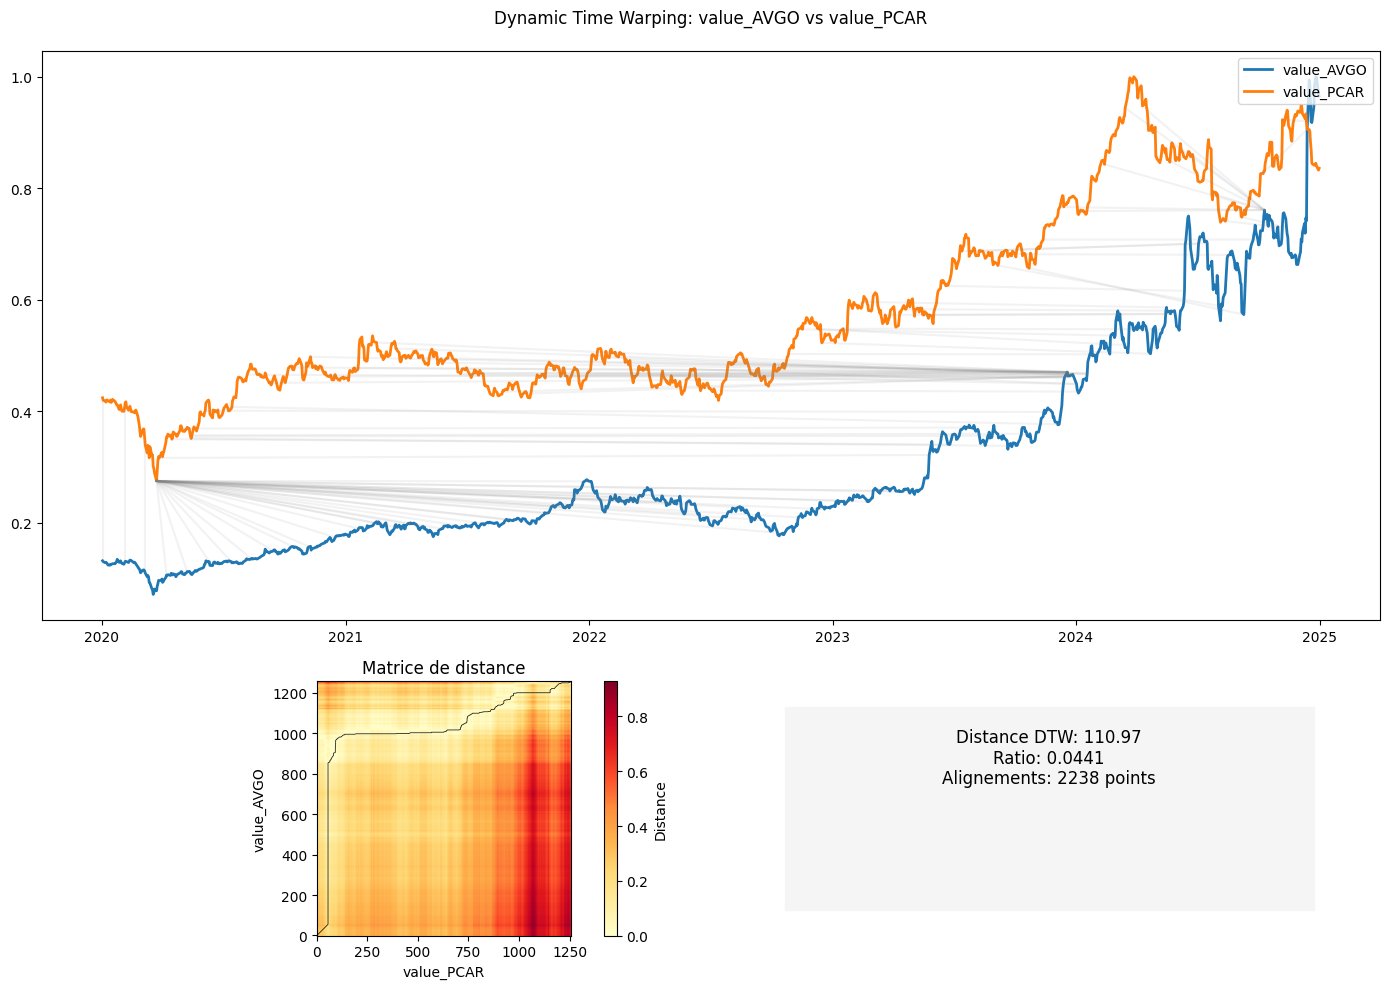 Dynamic Time Warping: value_AVGO vs value_PCAR
value_AVGO
value_PCAR
1.0
0.8
0.6
0.4
0.2
2020 2021 2022 2023 2024 2025
Matrice de distance
value_AVGO
1200
1000
800
600
400
200
0
0 250 500 750 1000 1250
value_PCAR
0.8
0.6
0.4
0.2
0.0
Distance
Distance DTW: 110.97
Ratio: 0.0441
Alignements: 2238 points